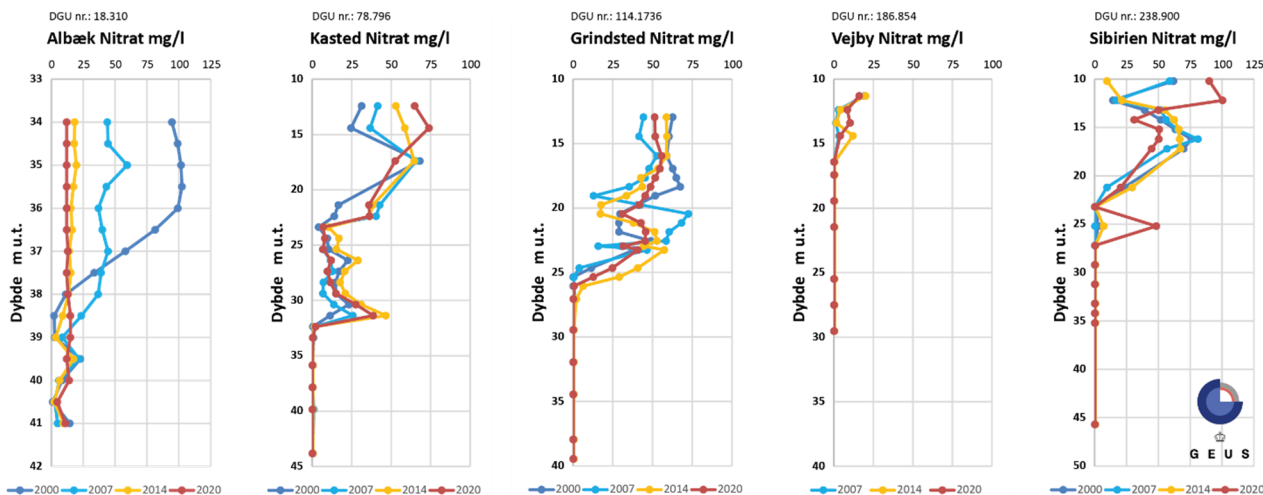 DGU nr.: 18.310
Albæk Nitrat mg/l
0 25 50 75 100 125
33
34
35
36
37
38
39
40
41
42
Dybde m u.t.
2000 2007 2014 2020
DGU nr.: 78.796
Kasted Nitrat mg/l
0 25 50 75 100
10
15
20
25
30
35
40
45
Dybde m u.t.
2000 2007 2014 2020
DGU nr.: 114.1736
Grindsted Nitrat mg/l
0 25 50 75 100
10
15
20
25
30
35
40
Dybde m u.t.
2000 2007 2014 2020
DGU nr.: 186.854
Vejby Nitrat mg/l
0 25 50 75 100
10
15
20
25
30
35
40
Dybde m u.t.
2007 2014 2020
DGU nr.: 238.900
Sibirien Nitrat mg/l
0 25 50 75 100 125
10
15
20
25
30
35
40
45
50
Dybde m u.t.
G E U S
2000 2007 2014 2020